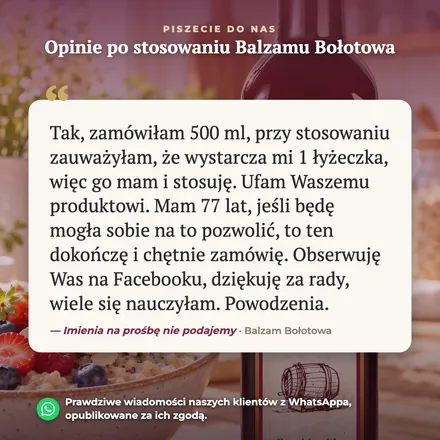 PISZECIE DO NAS
Opinie po stosowaniu Balzamu Bołotowa
“
Tak, zamówiłam 500 ml, przy stosowaniu
zauważyłam, że wystarcza mi 1 łyżeczka,
więc go mam i stosuję. Ufam Waszemu
produktowi. Mam 77 lat, jeśli będę
mogła sobie na to pozwolić, to ten
dokończę i chętnie zamówię. Obserwuję
Was na Facebooku, dziękuję za rady,
wiele się nauczyłam. Powodzenia.
— Imienia na prośbę nie podajemy · Balzam Bołotowa
Prawdziwe wiadomości naszych klientów z WhatsAppa,
opublikowane za ich zgodą.